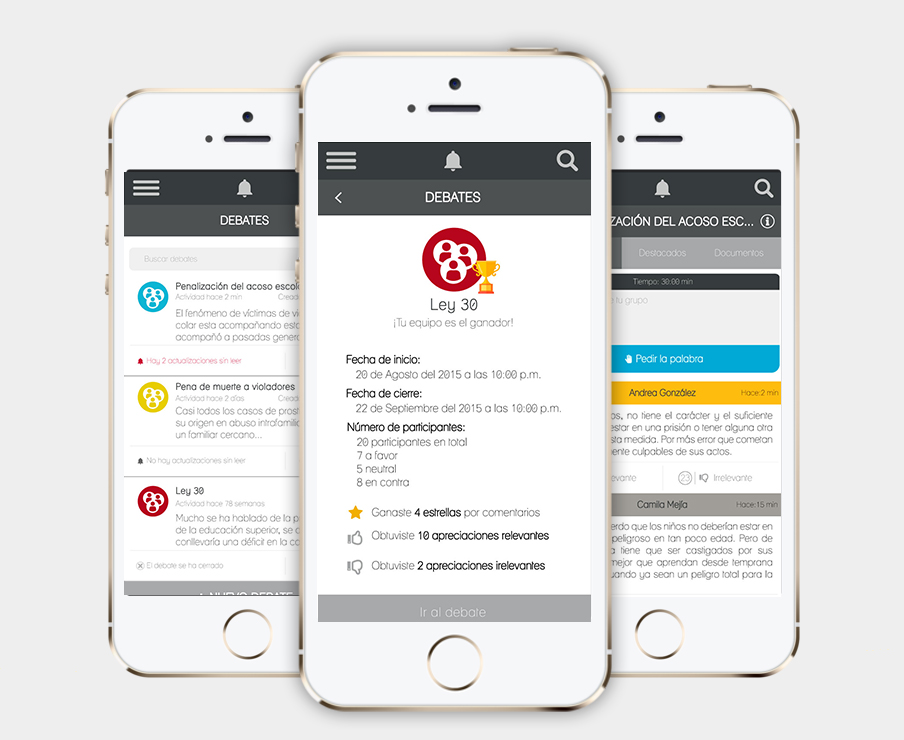 DEBATES
Buscar debates
Penalización del acoso escol
Actividad hace 2 min
El fenómeno de víctimas de vi
colar esta acompañando est
acompañó a pasadas genera
Hay 2 actualizaciones sin leer
Pena de muerte a violadores
Actividad hace 2 días
Casi todos los casos de prost
su origen en abuso intrafamilia
un familiar cercano...
No hay actualizaciones sin leer
Ley 30
Actividad hace 78 semanas
Mucho se ha hablado de la p
de la educación superior, se c
conllevaría una déficit en la co
El debate se ha cerrado
NUEVO DEBATE
DEBATES
Ley 30
¡Tu equipo es el ganador!
Fecha de inicio:
20 de Agosto del 2015 a las 10:00 p.m.
Fecha de cierre:
22 de Septiembre del 2015 a las 10:00 p.m.
Número de participantes:
20 participantes en total
7 a favor
5 neutral
8 en contra
Ganaste 4 estrellas por comentarios
Obtuviste 10 apreciaciones relevantes
Obtuviste 2 apreciaciones irelevantes
Ir al debate
ZACIÓN DEL ACOSO ESC...
Destacados Documentos
Tiempo: 30:00 min
tu grupo
Pedir la palabra
Andrea González Hace:2 min
os, no tiene el carácter y el suficiente
estar en una prisión o tener alguna otra
sta medida. Por más error que cometan
ente culpables de sus actos.
evante 23 Irrelevante
Camila Mejía Hace:15 min
erdo que los niños no deberían estar en
peligroso en tan poco edad. Pero de
a tiene que ser castigados por sus
mejor que aprendan desde temprana
uando ya sean un peligro total para la